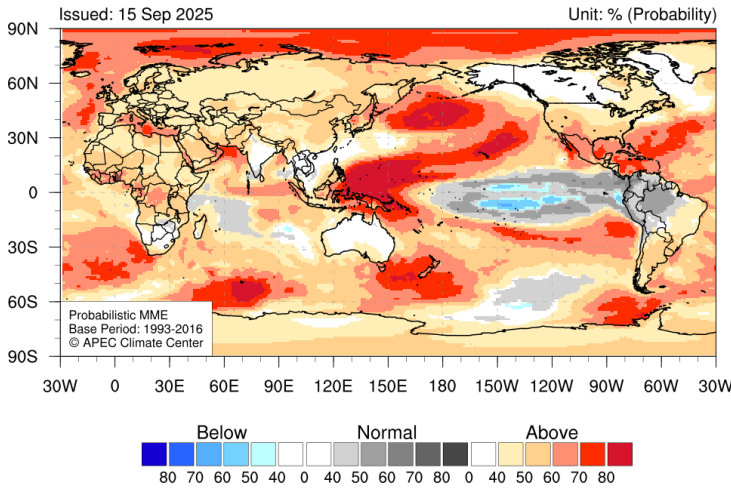 Issued: 15 Sep 2025 Unit: % (Probability)
90N
60N
30N
0
30S
60S
90S
Probabilistic MME
Base Period: 1993-2016
© APEC Climate Center
30W 0 30E 60E 90E 120E 150E 180 150W 120W 90W 60W 30W
Below Normal Above
80 70 60 50 40 0 40 50 60 70 80 0 40 50 60 70 80